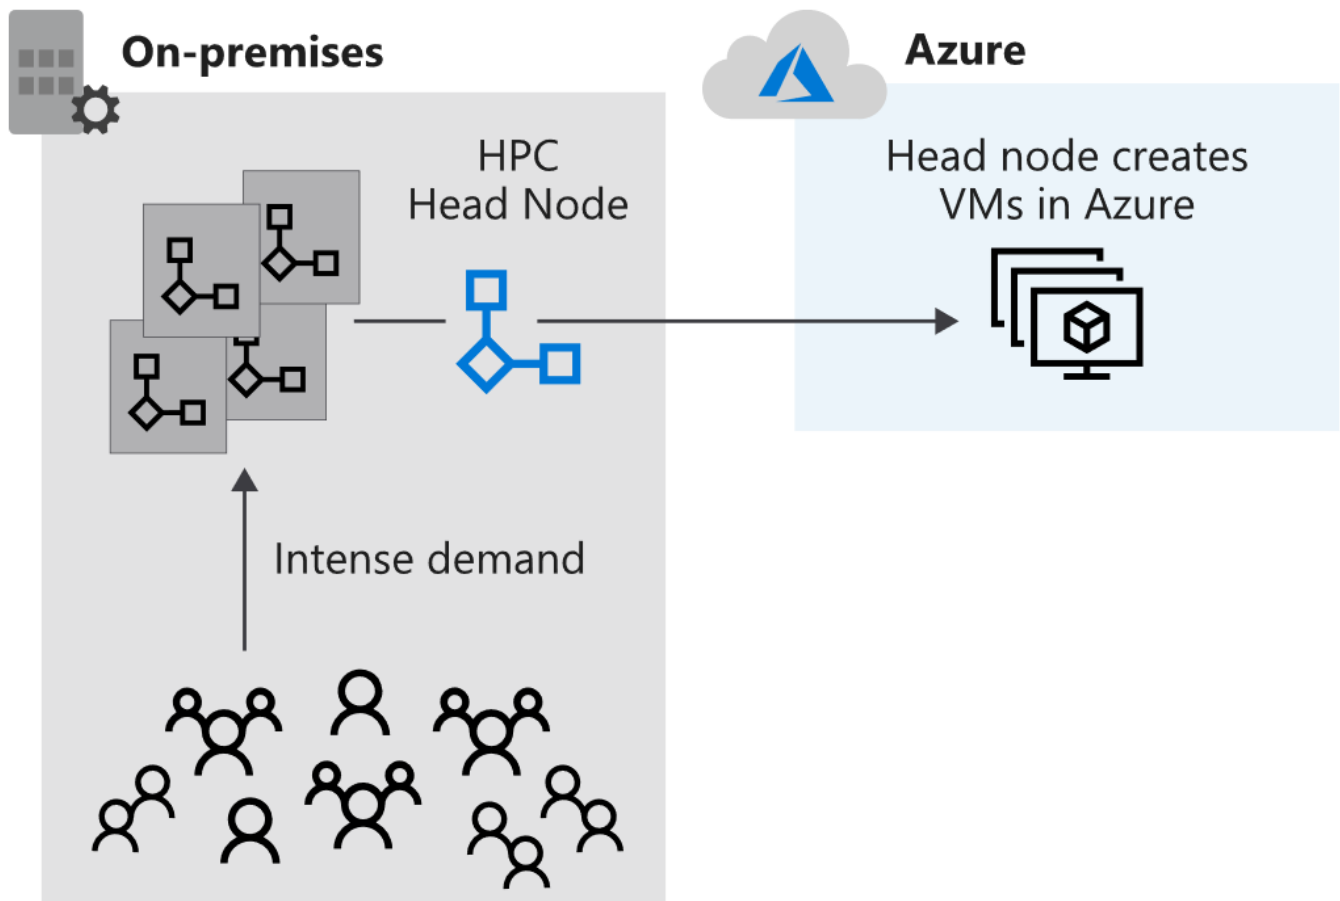 On-premises
Azure
HPC
Head Node
Head node creates
VMs in Azure
Intense demand